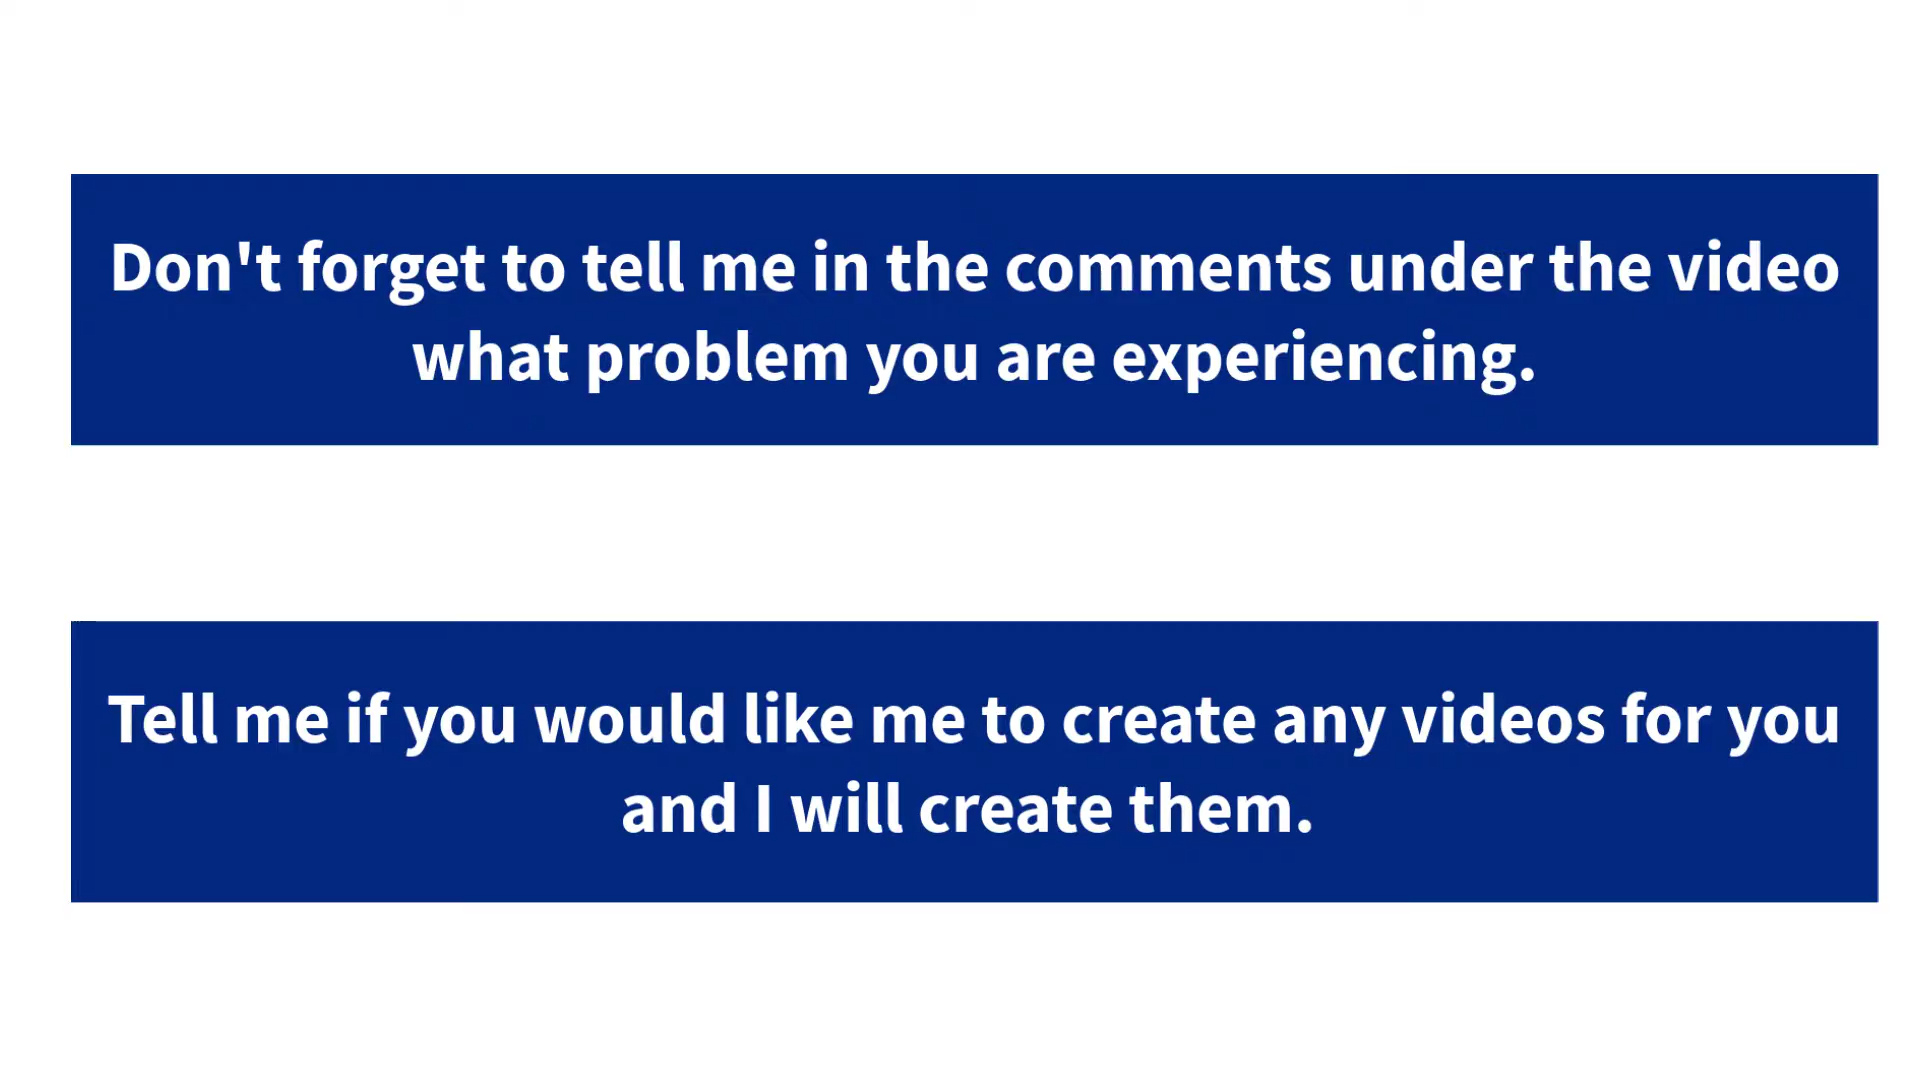 Don't forget to tell me in the comments under the video
what problem you are experiencing.
Tell me if you would like me to create any videos for you
and I will create them.